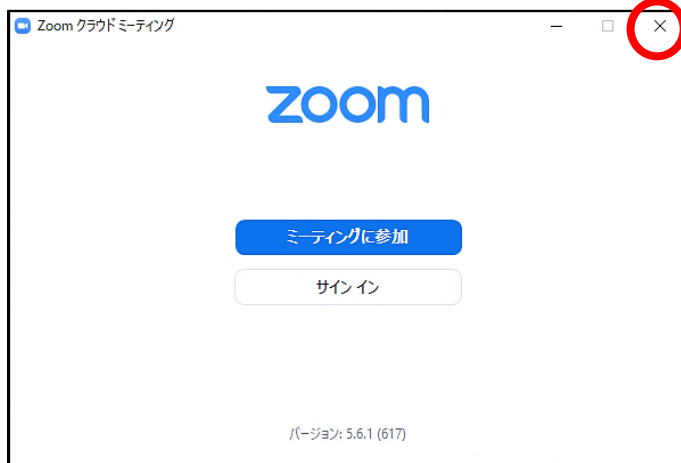 Zoom クラウド ミーティング
zoom
ミーティングに参加
サイン イン
バージョン: 5.6.1 (617)